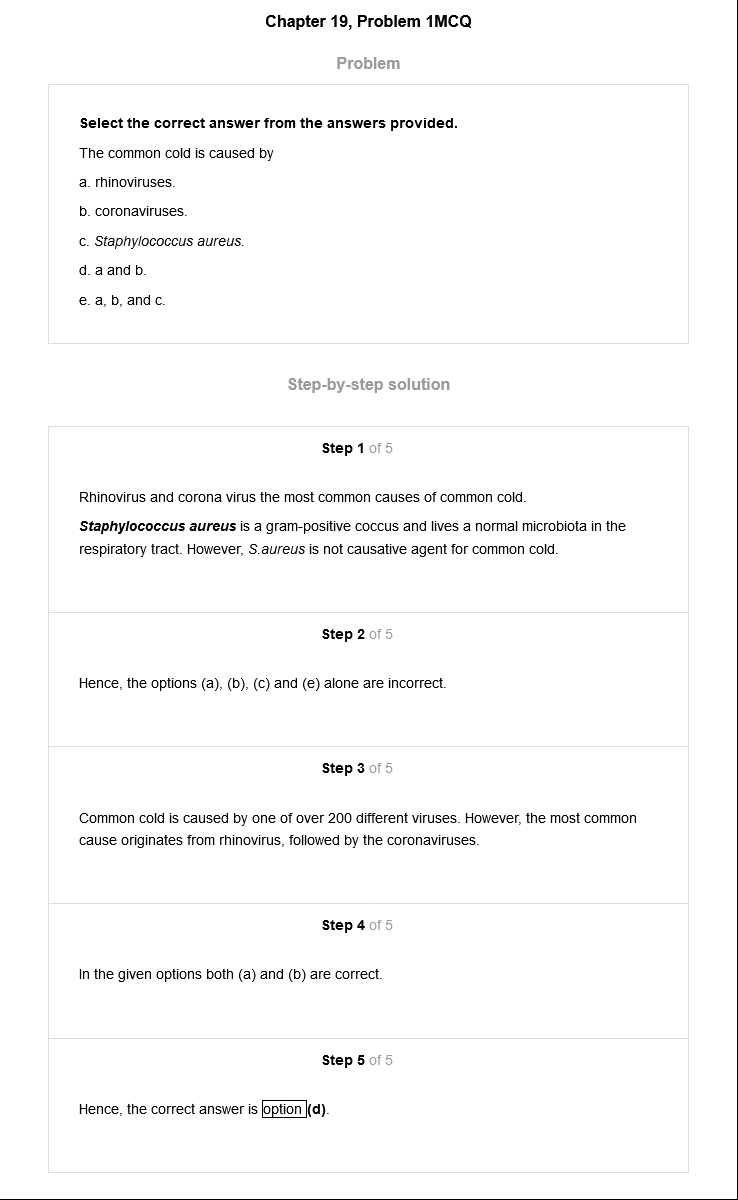 Chapter 19, Problem 1MCQ
Problem
Select the correct answer from the answers provided.
The common cold is caused by
a. rhinoviruses.
b. coronaviruses.
c. Staphylococcus aureus.
d. a and b.
e. a, b, and c.
Step-by-step solution
Step 1 of 5
Rhinovirus and corona virus the most common causes of common cold.
Staphylococcus aureus is a gram-positive coccus and lives a normal microbiota in the
respiratory tract. However, S.aureus is not causative agent for common cold.
Step 2 of 5
Hence, the options (a), (b), (c) and (e) alone are incorrect.
Step 3 of 5
Common cold is caused by one of over 200 different viruses. However, the most common
cause originates from rhinovirus, followed by the coronaviruses.
Step 4 of 5
In the given options both (a) and (b) are correct.
Step 5 of 5
Hence, the correct answer is option (d).